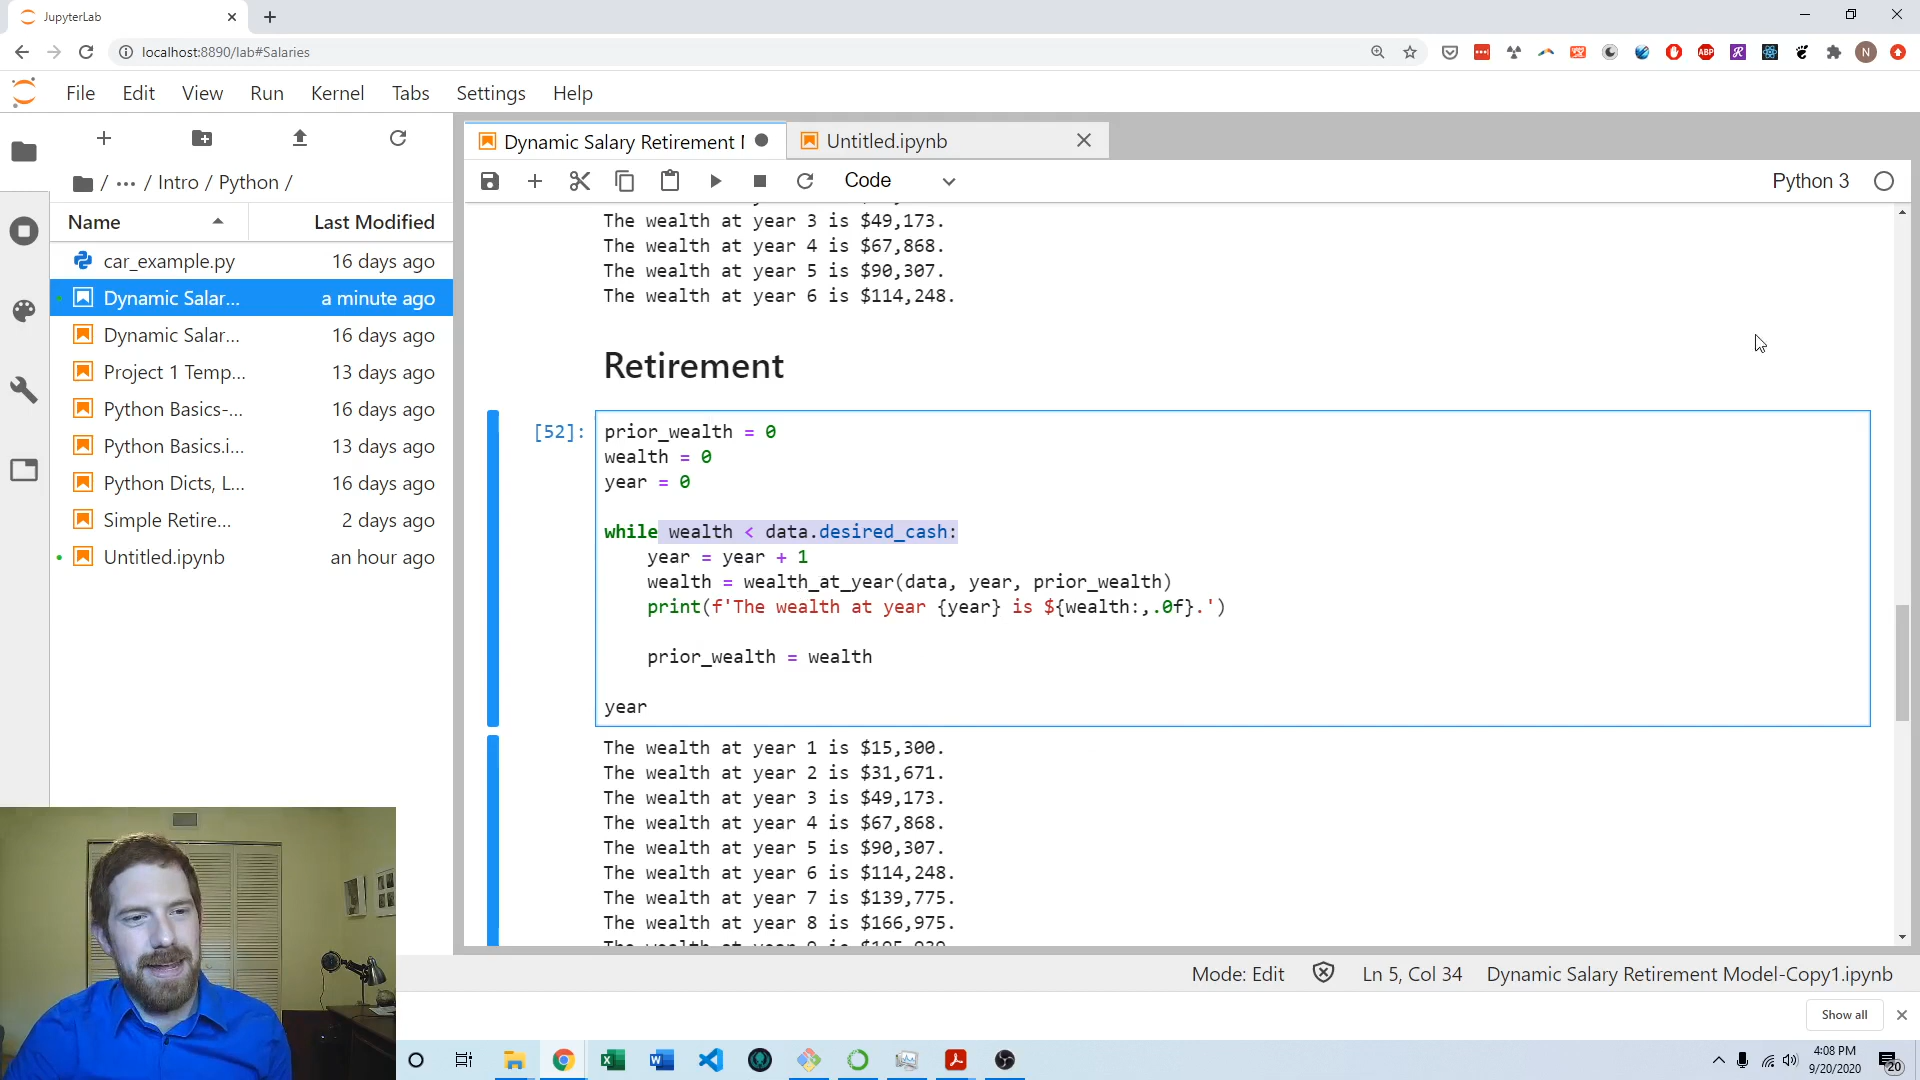 JupyterLab
localhost:8890/lab#Salaries
ABP
N
File Edit View Run Kernel Tabs Settings Help
Dynamic Salary Retirement
Untitled.ipynb
/ ... / Intro / Python /
Code
Python 3
Name Last Modified
car_example.py 16 days ago
Dynamic Salar... a minute ago
Dynamic Salar... 16 days ago
Project 1 Temp... 13 days ago
Python Basics-... 16 days ago
Python Basics.i... 13 days ago
Python Dicts, L... 16 days ago
Simple Retire... 2 days ago
Untitled.ipynb an hour ago
The wealth at year 3 is $49,173.
The wealth at year 4 is $67,868.
The wealth at year 5 is $90,307.
The wealth at year 6 is $114,248.
Retirement
[52]:
prior_wealth = 0
wealth = 0
year = 0
while wealth < data.desired_cash:
year = year + 1
wealth = wealth_at_year(data, year, prior_wealth)
print(f'The wealth at year {year} is ${wealth:,.0f}.')
prior_wealth = wealth
year
The wealth at year 1 is $15,300.
The wealth at year 2 is $31,671.
The wealth at year 3 is $49,173.
The wealth at year 4 is $67,868.
The wealth at year 5 is $90,307.
The wealth at year 6 is $114,248.
The wealth at year 7 is $139,775.
The wealth at year 8 is $166,975.
Mode: Edit Ln 5, Col 34 Dynamic Salary Retirement Model-Copy1.ipynb
Show all
4:08 PM
9/20/2020
20